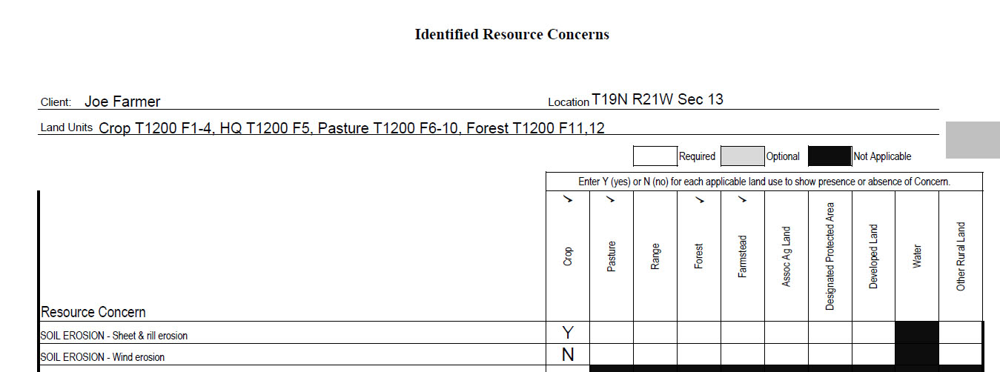 Identified Resource Concerns
Client: Joe Farmer Location T19N R21W Sec 13
Land Units Crop T1200 F1-4, HQ T1200 F5, Pasture T1200 F6-10, Forest T1200 F11,12
Required Optional Not Applicable
Enter Y (yes) or N (no) for each applicable land use to show presence or absence of Concern.
Crop
Pasture
Range
Forest
Farmstead
Assoc Ag Land
Designated Protected Area
Developed Land
Water
Other Rural Land
Resource Concern
SOIL EROSION - Sheet & rill erosion Y
SOIL EROSION - Wind erosion N